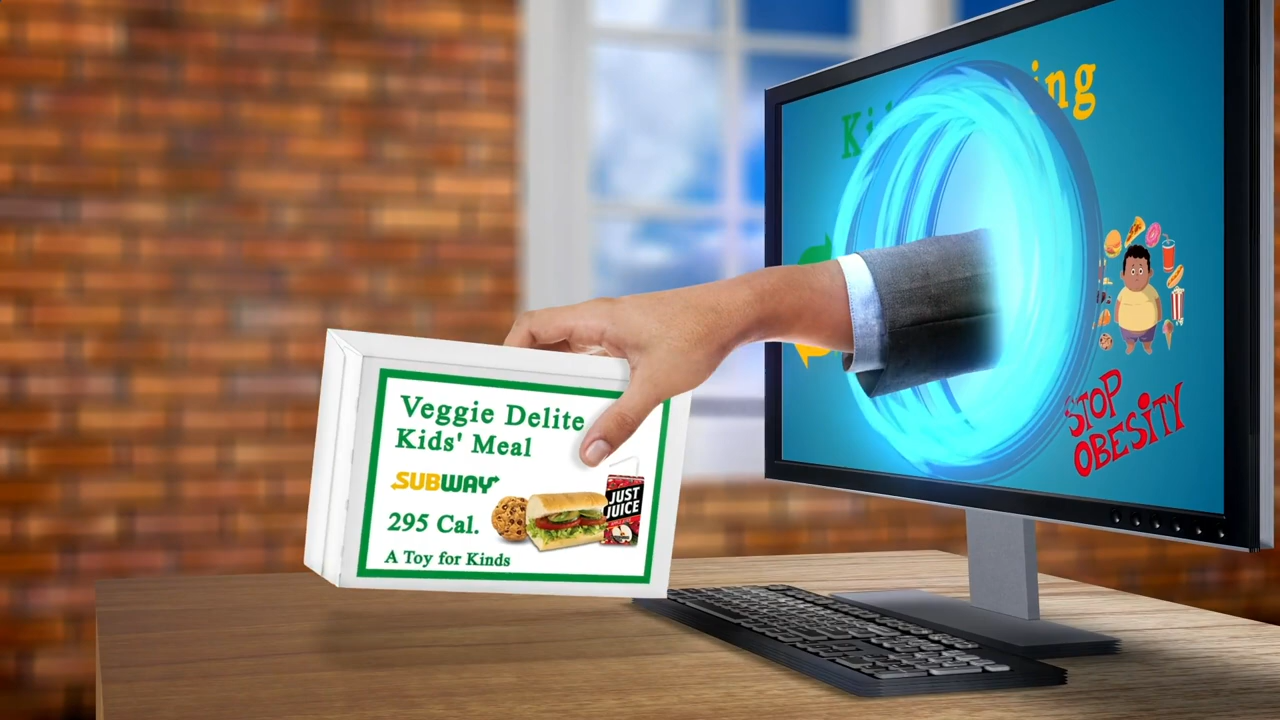 Veggie Delite
Kids' Meal
SUBWAY
295 Cal.
A Toy for Kinds
JUST
JUICE
STOP
OBESITY